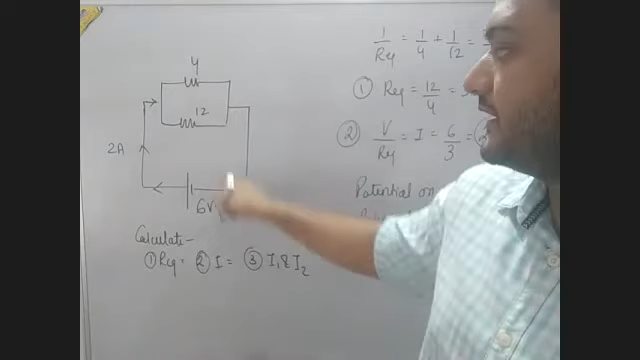 4
12
2A
6V
Calculate-
① Req = ② I = ③ I₁ & I₂
1/Req = 1/4 + 1/12 =
① Req = 12/4 =
② V/Req = I = 6/3 =
Potential on